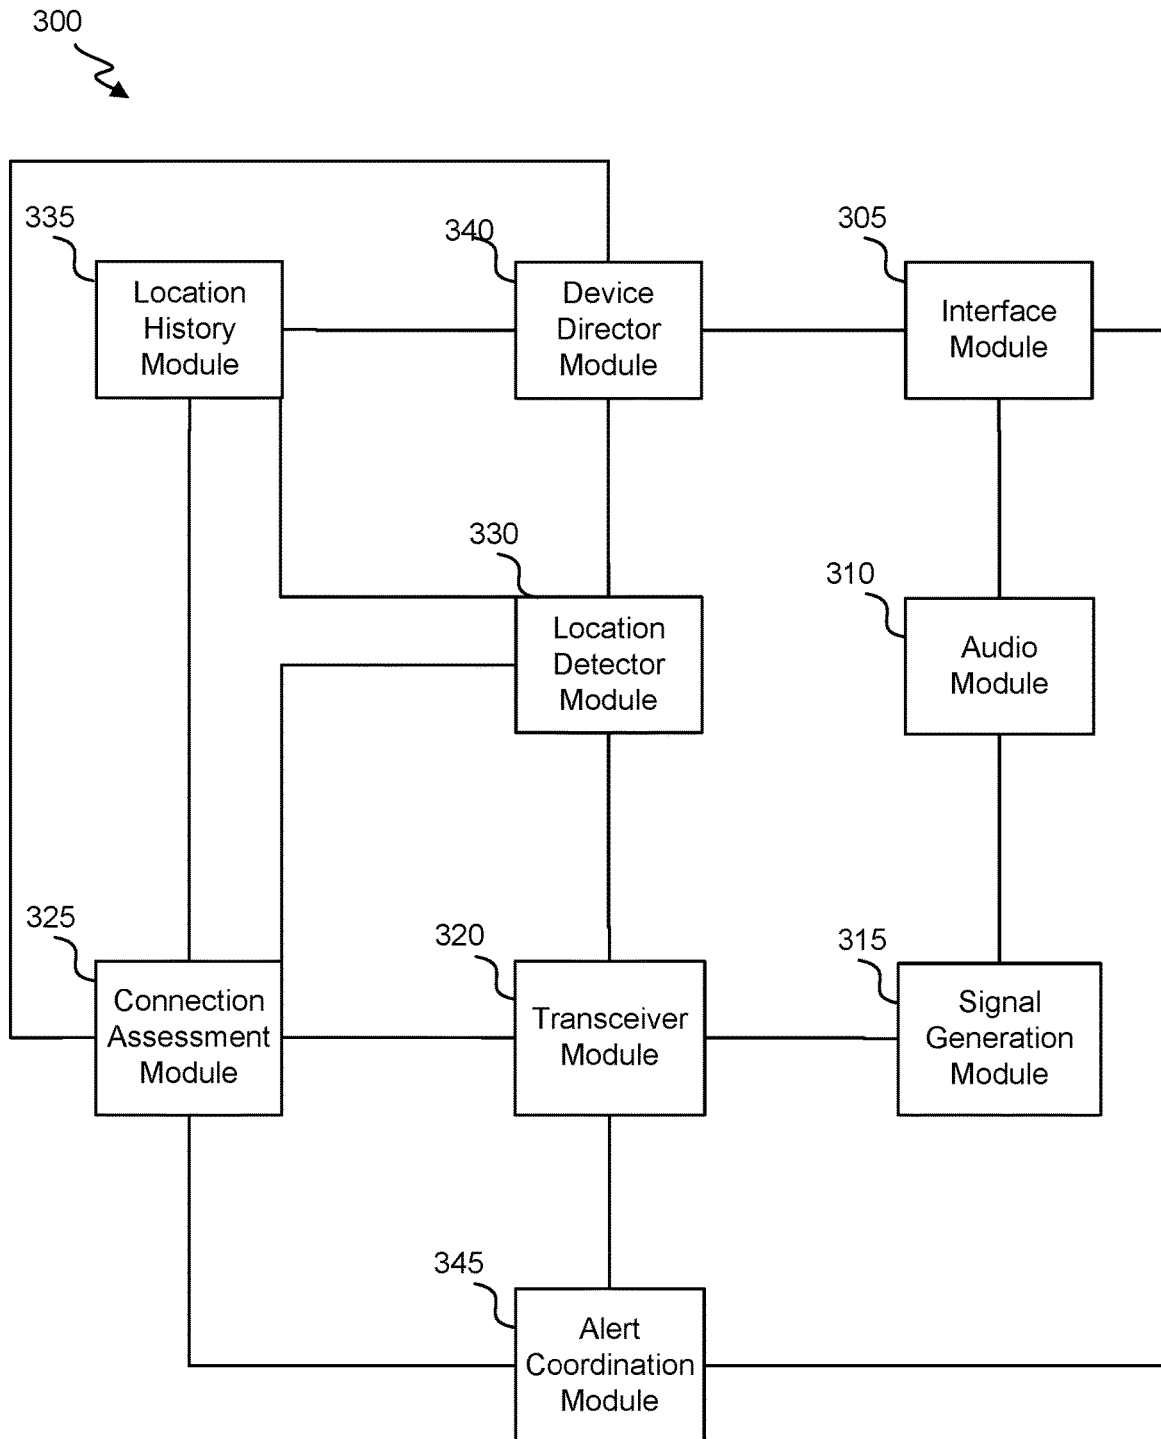 300
335
Location
History
Module
340
Device
Director
Module
305
Interface
Module
330
Location
Detector
Module
310
Audio
Module
325
Connection
Assessment
Module
320
Transceiver
Module
315
Signal
Generation
Module
345
Alert
Coordination
Module